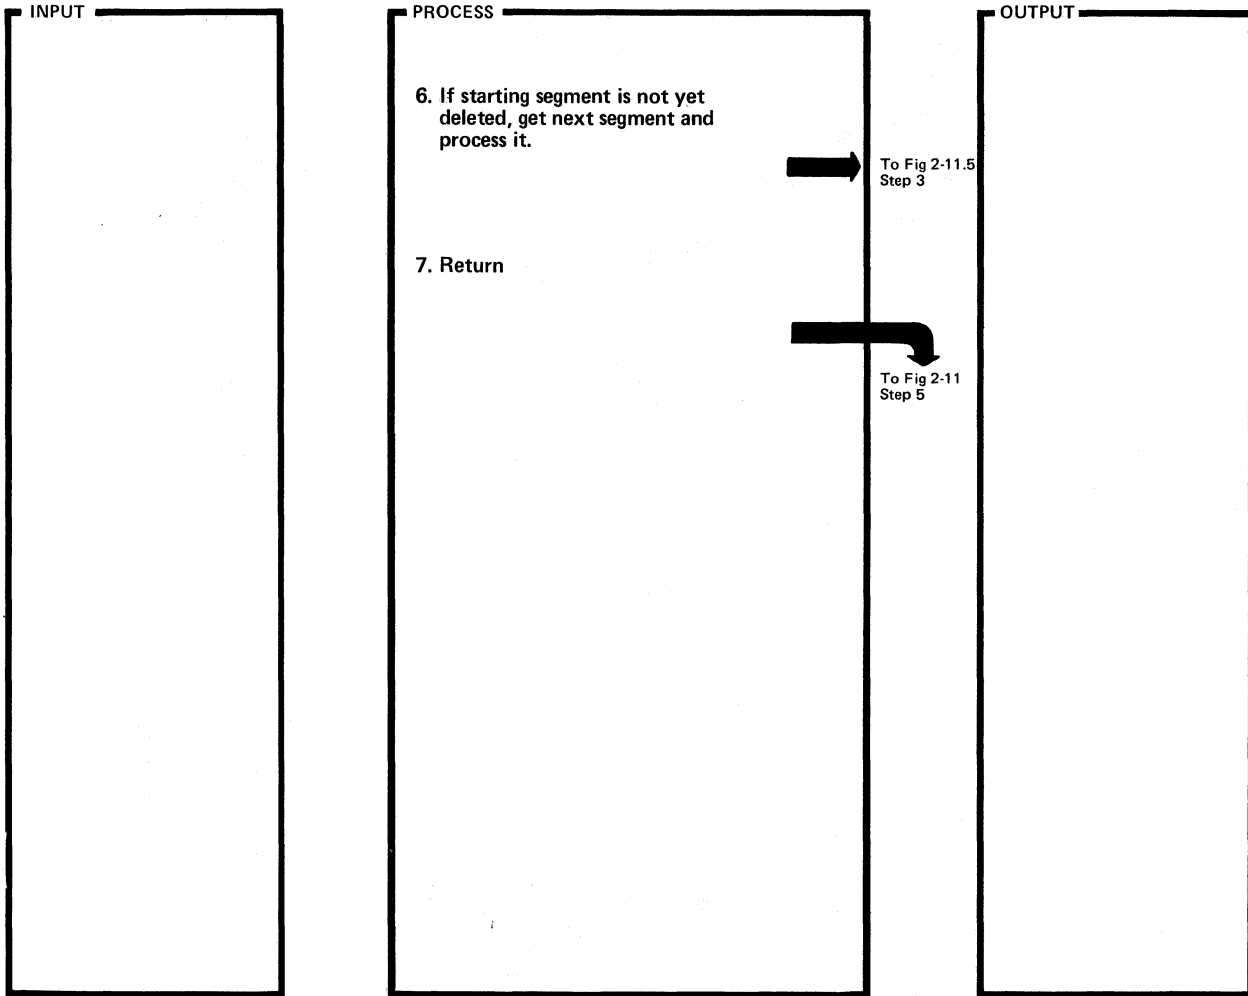 INPUT
PROCESS
OUTPUT
6. If starting segment is not yet
deleted, get next segment and
process it.
To Fig 2-11.5
Step 3
7. Return
To Fig 2-11
Step 5